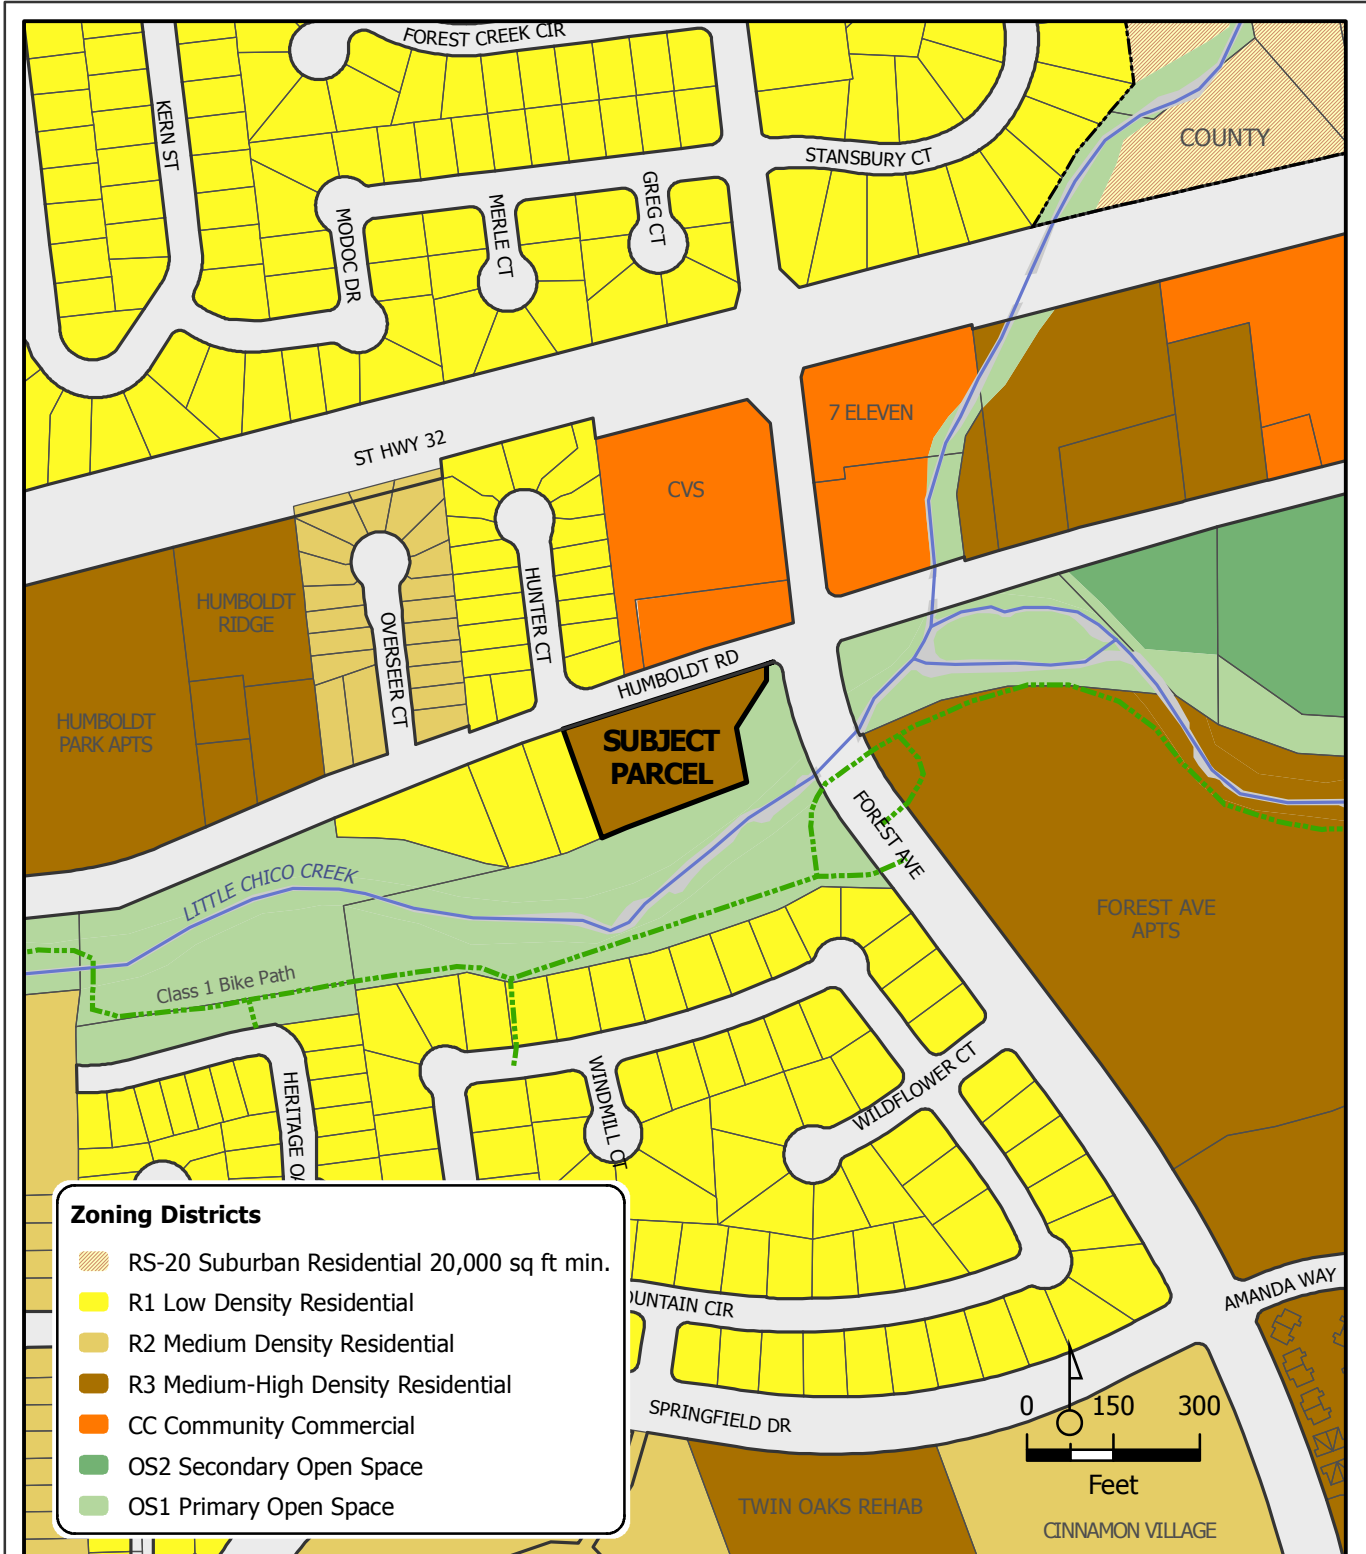 FOREST CREEK CIR
KERN ST
STANSBURY CT
COUNTY
GREG CT
MERLE CT
MODOC DR
7 ELEVEN
ST HWY 32
CVS
HUMBOLDT
RIDGE
HUNTER CT
OVERSEER CT
HUMBOLDT RD
HUMBOLDT
PARK APTS
SUBJECT
PARCEL
FOREST AVE
LITTLE CHICO CREEK
FOREST AVE
APTS
Class 1 Bike Path
WINDMILL CT
WILDFLOWER CT
HERITAGE OA
OUNTAIN CIR
AMANDA WAY
SPRINGFIELD DR
TWIN OAKS REHAB
CINNAMON VILLAGE
Zoning Districts
RS-20 Suburban Residential 20,000 sq ft min.
R1 Low Density Residential
R2 Medium Density Residential
R3 Medium-High Density Residential
CC Community Commercial
OS2 Secondary Open Space
OS1 Primary Open Space
0 150 300
Feet